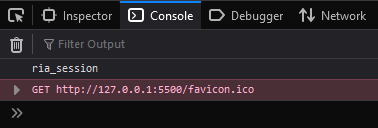 Inspector Console Debugger Network
Filter Output
ria_session
GET http://127.0.0.1:5500/favicon.ico